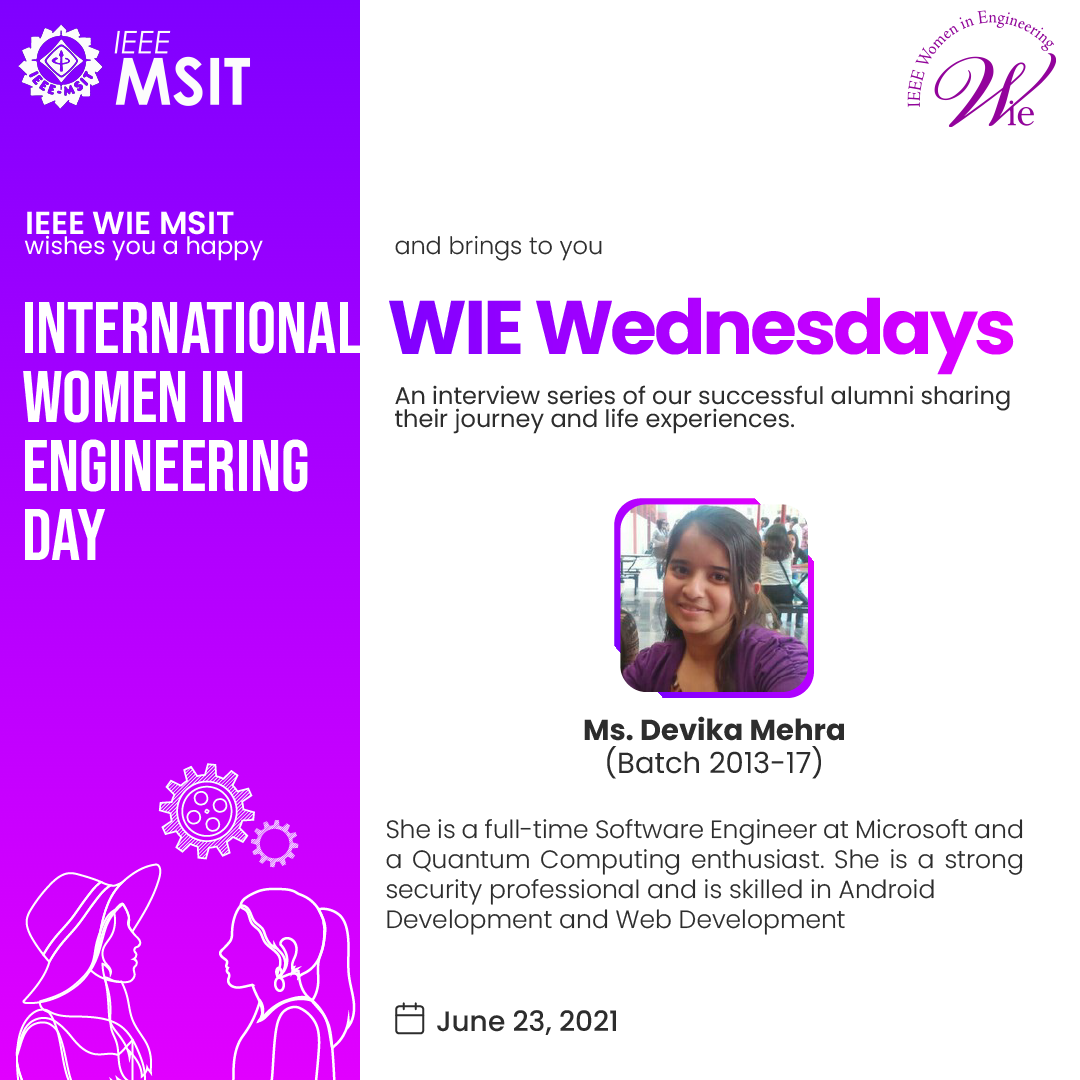 IEEE
MSIT
IEEE-MSIT
IEEE Women in Engineering
Wie
IEEE WIE MSIT
wishes you a happy
INTERNATIONAL
WOMEN IN
ENGINEERING
DAY
and brings to you
WIE Wednesdays
An interview series of our successful alumni sharing
their journey and life experiences.
Ms. Devika Mehra
(Batch 2013-17)
She is a full-time Software Engineer at Microsoft and
a Quantum Computing enthusiast. She is a strong
security professional and is skilled in Android
Development and Web Development
June 23, 2021